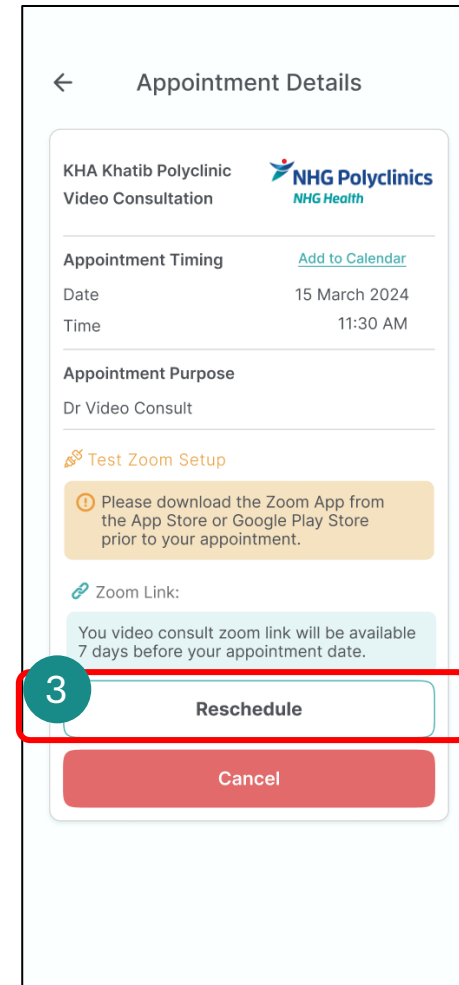 Appointment Details
KHA Khatib Polyclinic
Video Consultation
NHG Polyclinics
NHG Health
Appointment Timing
Add to Calendar
Date
15 March 2024
Time
11:30 AM
Appointment Purpose
Dr Video Consult
Test Zoom Setup
Please download the Zoom App from
the App Store or Google Play Store
prior to your appointment.
Zoom Link:
You video consult zoom link will be available
7 days before your appointment date.
3
Reschedule
Cancel